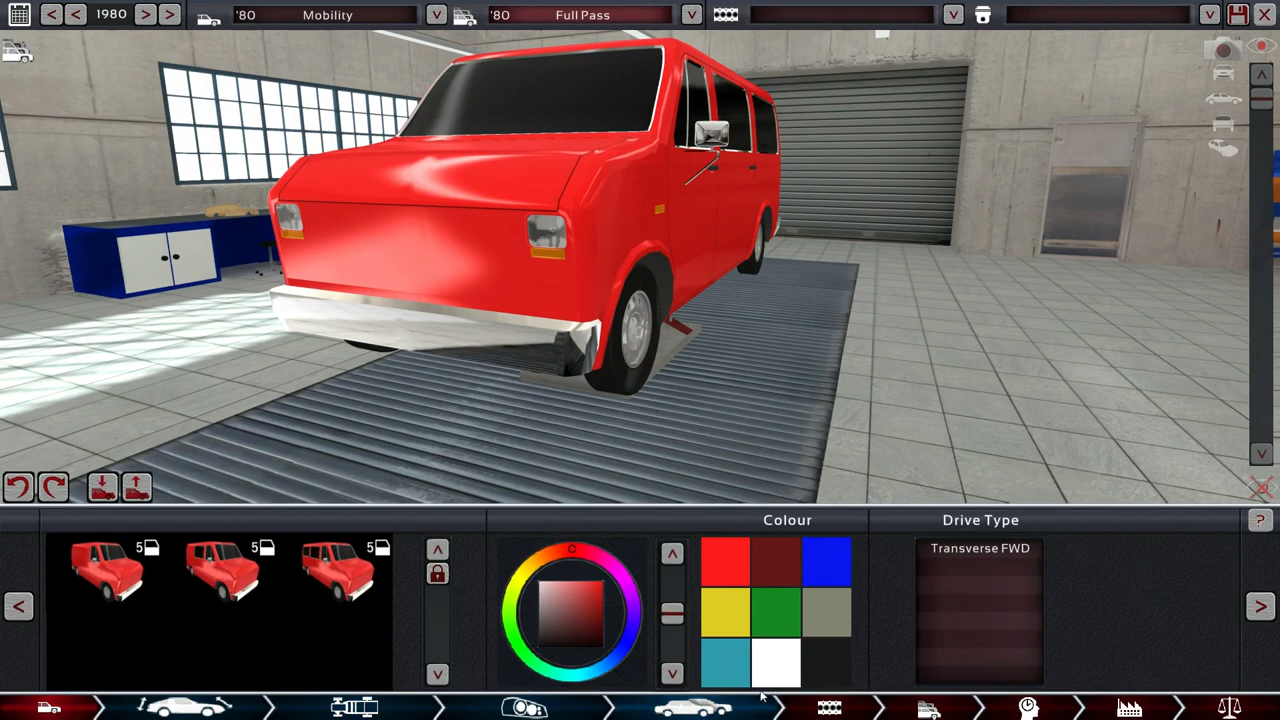 1980
'80 Mobility
'80 Full Pass
Colour
Drive Type
?
5
5
5
Transverse FWD